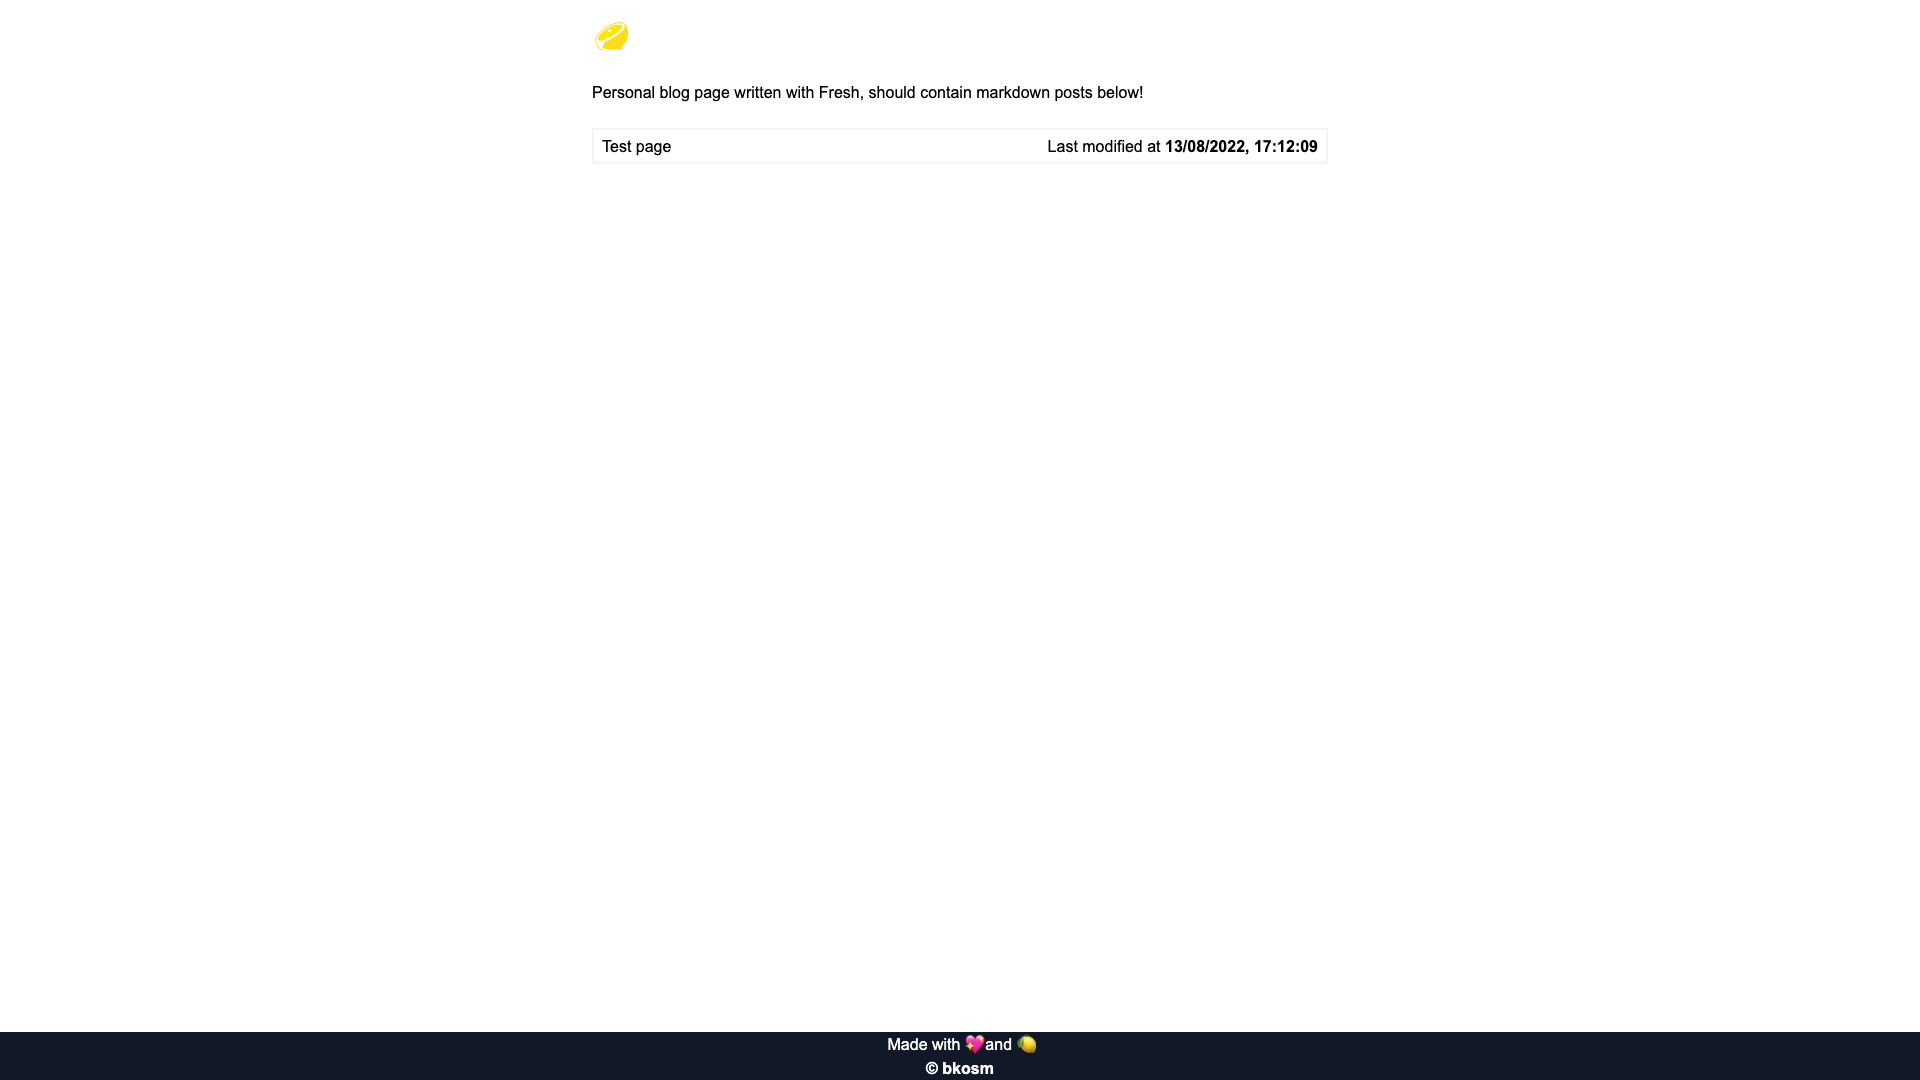 Personal blog page written with Fresh, should contain markdown posts below!
Test page Last modified at 13/08/2022, 17:12:09
Made with 💖and 🍋
© bkosm